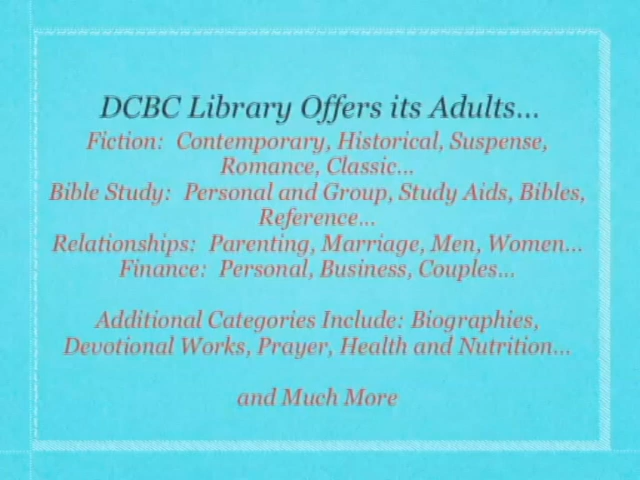 DCBC Library Offers its Adults...
Fiction: Contemporary, Historical, Suspense,
Romance, Classic...
Bible Study: Personal and Group, Study Aids, Bibles,
Reference...
Relationships: Parenting, Marriage, Men, Women...
Finance: Personal, Business, Couples...
Additional Categories Include: Biographies,
Devotional Works, Prayer, Health and Nutrition...
and Much More